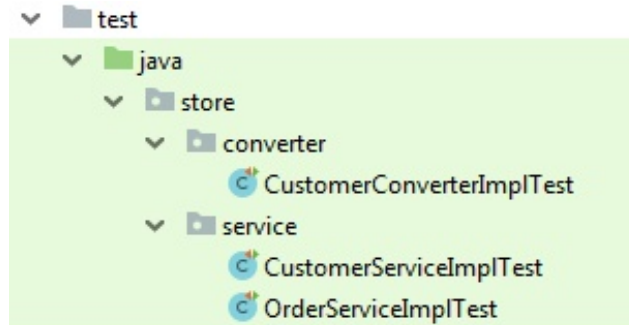 test
java
store
converter
CustomerConverterImplTest
service
CustomerServiceImplTest
OrderServiceImplTest